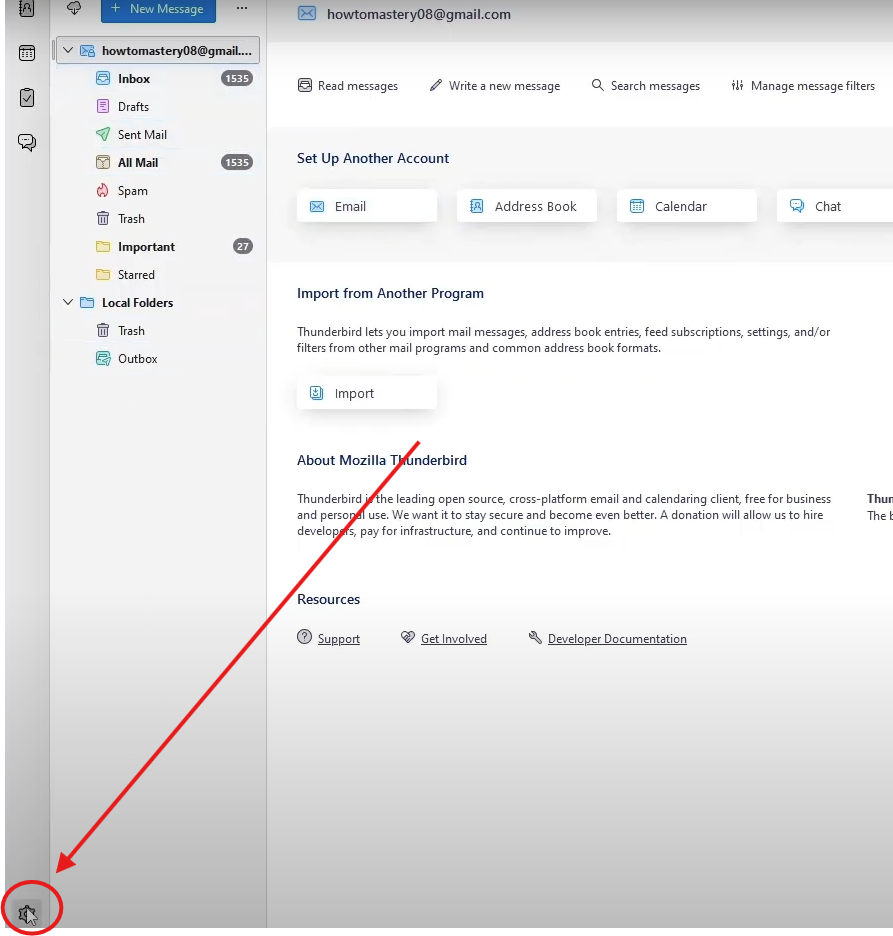 New Message
howtomastery08@gmail.com
howtomastery08@gmail....
Inbox 1535
Drafts
Sent Mail
All Mail 1535
Spam
Trash
Important 27
Starred
Local Folders
Trash
Outbox
Read messages Write a new message Search messages Manage message filters
Set Up Another Account
Email Address Book Calendar Chat
Import from Another Program
Thunderbird lets you import mail messages, address book entries, feed subscriptions, settings, and/or
filters from other mail programs and common address book formats.
Import
About Mozilla Thunderbird
Thunderbird is the leading open source, cross-platform email and calendaring client, free for business
and personal use. We want it to stay secure and become even better. A donation will allow us to hire
developers, pay for infrastructure, and continue to improve.
The
Resources
Support Get Involved Developer Documentation